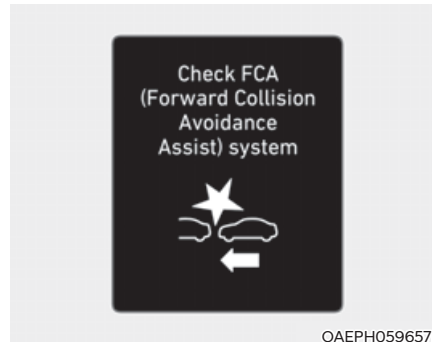 Check FCA
(Forward Collision
Avoidance
Assist) system
OAEPH059657